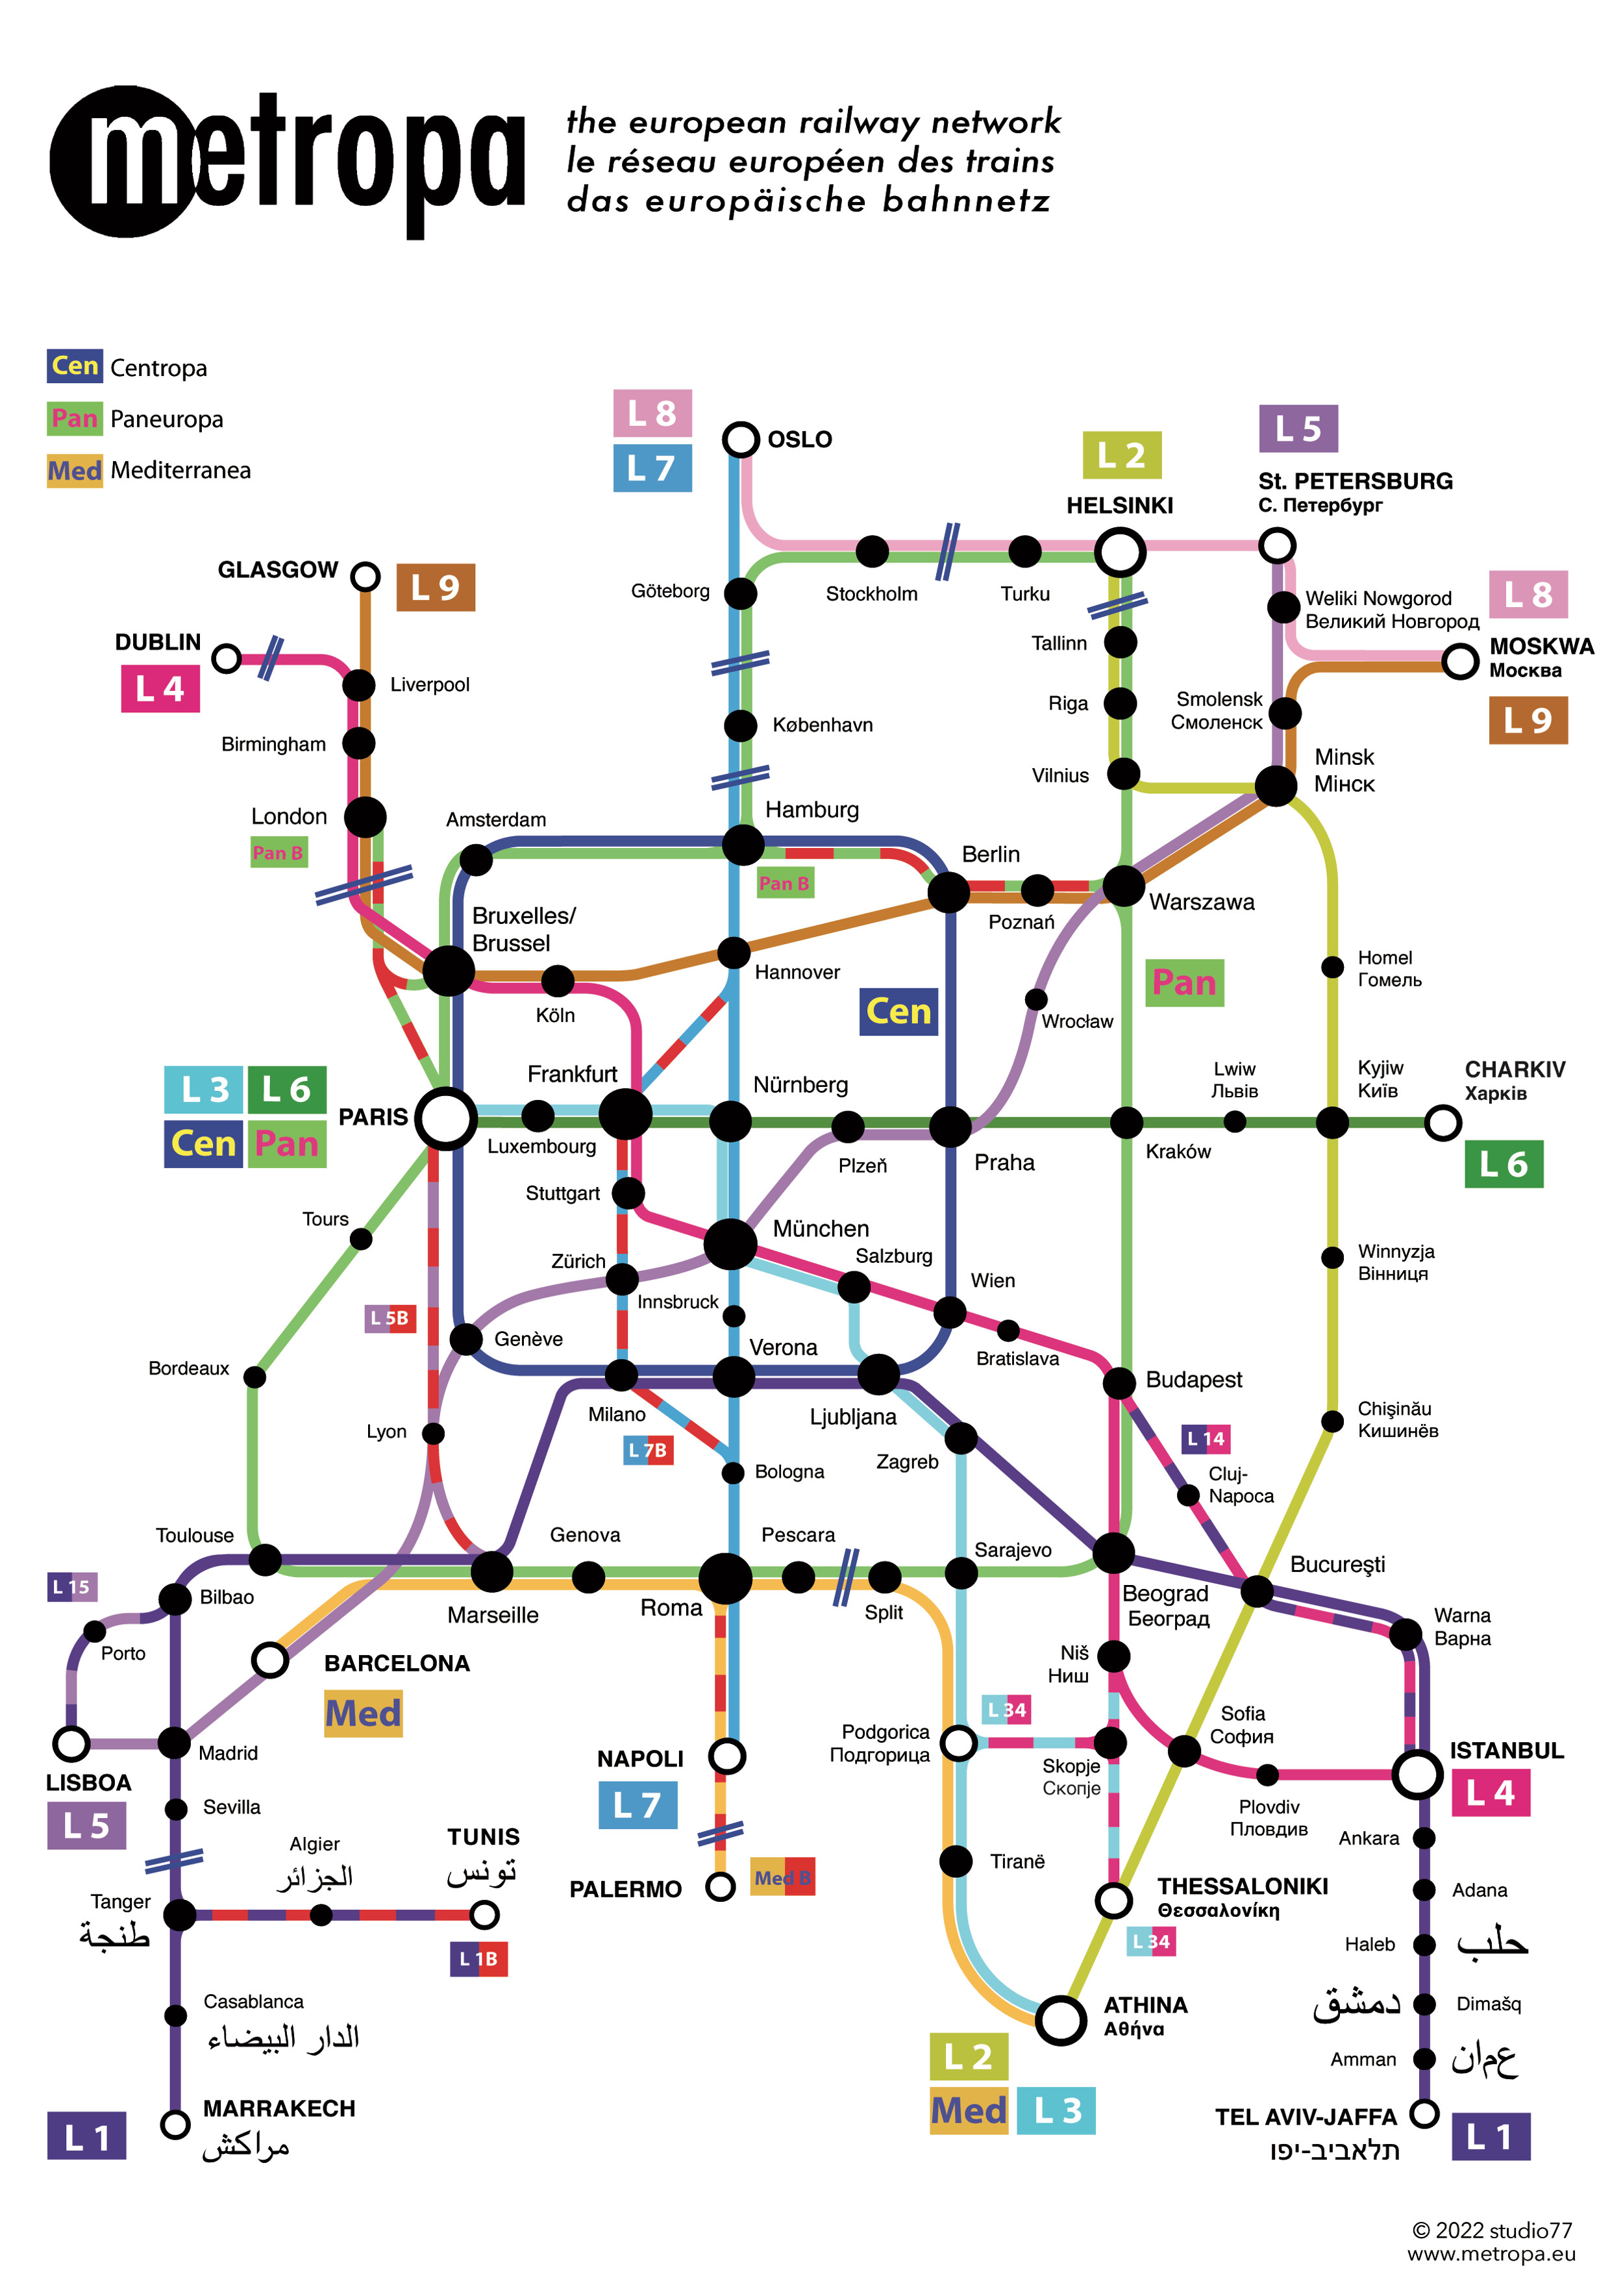 metropa
the european railway network
le réseau européen des trains
das europäische bahnnetz
Cen Centropa
Pan Paneuropa
Med Mediterranea
L 8
L 7
OSLO
L 2
HELSINKI
L 5
St. PETERSBURG
С. Петербург
GLASGOW
L 9
Göteborg
Stockholm
Turku
Weliki Nowgorod
Великий Новгород
L 8
DUBLIN
L 4
Liverpool
Tallinn
MOSKWA
Москва
L 9
Birmingham
København
Riga
Smolensk
Смоленск
London
Pan B
Vilnius
Minsk
Мінск
Amsterdam
Hamburg
Pan B
Berlin
Poznań
Warszawa
Bruxelles/
Brussel
Hannover
Köln
Cen
Wrocław
Pan
Homel
Гомель
L 3
L 6
Cen
Pan
PARIS
Luxembourg
Frankfurt
Nürnberg
Plzeň
Praha
Kraków
Lwiw
Львів
Kyjiw
Київ
CHARKIV
Харків
L 6
Tours
Stuttgart
München
Salzburg
Zürich
Innsbruck
Wien
Winnyzja
Вінниця
L 5B
Genève
Verona
Bratislava
Bordeaux
Budapest
Milano
Ljubljana
Lyon
L 7B
Zagreb
L 14
Chişinău
Кишинёв
Bologna
Cluj-
Napoca
Toulouse
Genova
Pescara
Sarajevo
Bucureşti
L 15
Bilbao
Marseille
Roma
Split
Beograd
Београд
Warna
Варна
Porto
BARCELONA
Med
Niš
Ниш
L 34
Sofia
София
LISBOA
L 5
Madrid
NAPOLI
L 7
Podgorica
Подгорица
Skopje
Скопје
ISTANBUL
L 4
Plovdiv
Пловдив
Sevilla
Ankara
Algier
الجزائر
TUNIS
تونس
Tiranë
PALERMO
Med B
THESSALONIKI
Θεσσαλονίκη
L 34
Adana
Tanger
طنجة
L 1B
Haleb
حلب
Casablanca
الدار البيضاء
ATHINA
Αθήνα
Dimašq
دمشق
L 2
Med
L 3
Amman
عمان
MARRAKECH
مراكش
L 1
TEL AVIV-JAFFA
תלאביב-יפו
L 1
© 2022 studio77
www.metropa.eu